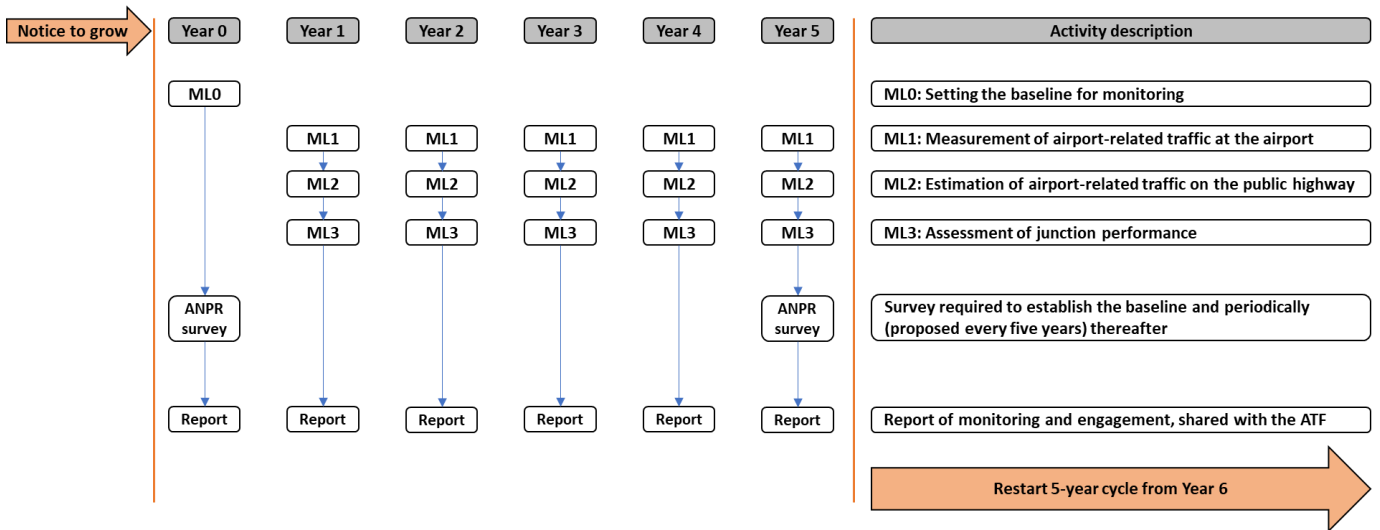 Notice to grow
Year 0
Year 1
Year 2
Year 3
Year 4
Year 5
Activity description
ML0
ML0: Setting the baseline for monitoring
ML1
ML1
ML1
ML1
ML1
ML1: Measurement of airport-related traffic at the airport
ML2
ML2
ML2
ML2
ML2
ML2: Estimation of airport-related traffic on the public highway
ML3
ML3
ML3
ML3
ML3
ML3: Assessment of junction performance
ANPR
survey
ANPR
survey
Survey required to establish the baseline and periodically
(proposed every five years) thereafter
Report
Report
Report
Report
Report
Report
Report of monitoring and engagement, shared with the ATF
Restart 5-year cycle from Year 6